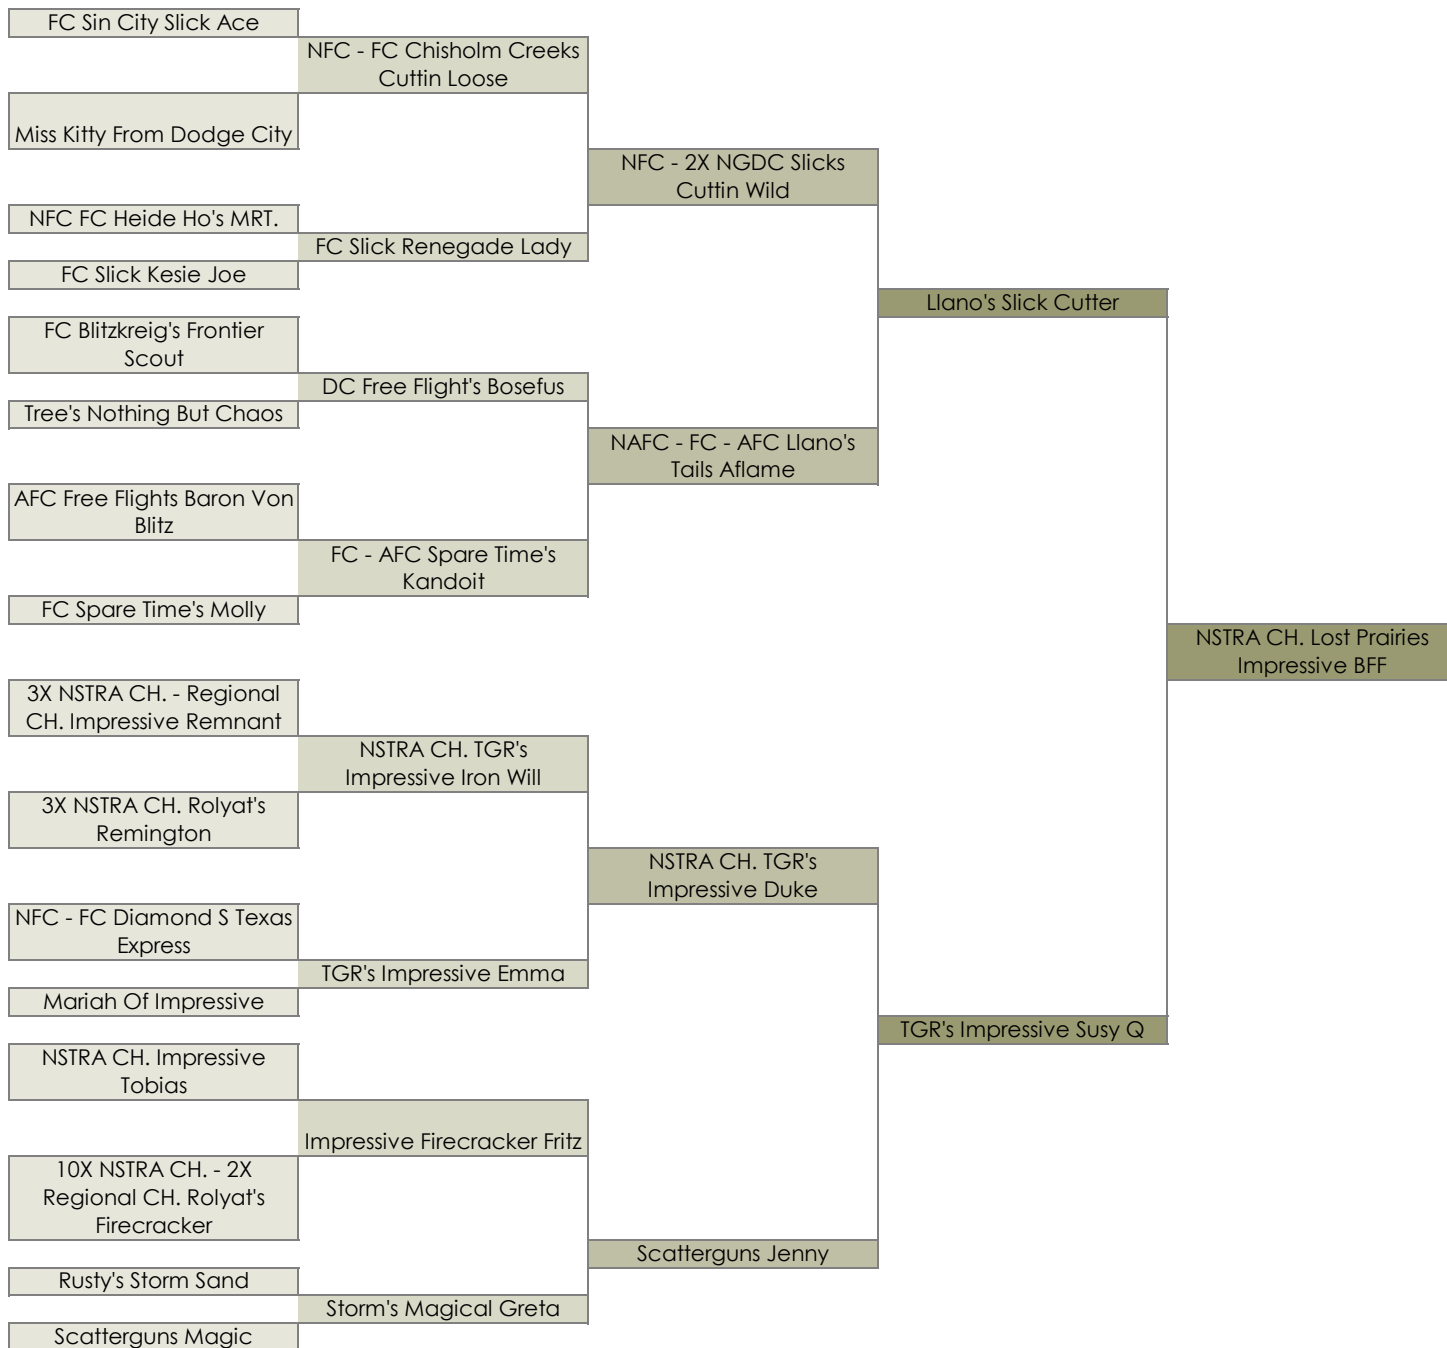 FC Sin City Slick Ace
NFC - FC Chisholm Creeks
Cuttin Loose
Miss Kitty From Dodge City
NFC - 2X NGDC Slicks
Cuttin Wild
NFC FC Heide Ho's MRT.
FC Slick Renegade Lady
FC Slick Kesie Joe
Llano's Slick Cutter
FC Blitzkreig's Frontier
Scout
DC Free Flight's Bosefus
Tree's Nothing But Chaos
NAFC - FC - AFC Llano's
Tails Aflame
AFC Free Flights Baron Von
Blitz
FC - AFC Spare Time's
Kandoit
FC Spare Time's Molly
NSTRA CH. Lost Prairies
Impressive BFF
3X NSTRA CH. - Regional
CH. Impressive Remnant
NSTRA CH. TGR's
Impressive Iron Will
3X NSTRA CH. Rolyat's
Remington
NSTRA CH. TGR's
Impressive Duke
NFC - FC Diamond S Texas
Express
TGR's Impressive Emma
Mariah Of Impressive
TGR's Impressive Susy Q
NSTRA CH. Impressive
Tobias
Impressive Firecracker Fritz
10X NSTRA CH. - 2X
Regional CH. Rolyat's
Firecracker
Scatterguns Jenny
Rusty's Storm Sand
Storm's Magical Greta
Scatterguns Magic